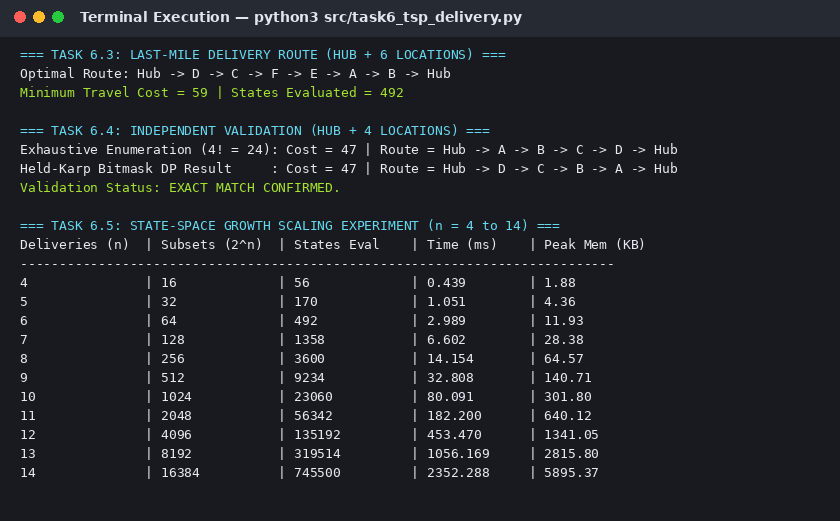 Terminal Execution — python3 src/task6_tsp_delivery.py
=== TASK 6.3: LAST-MILE DELIVERY ROUTE (HUB + 6 LOCATIONS) ===
Optimal Route: Hub -> D -> C -> F -> E -> A -> B -> Hub
Minimum Travel Cost = 59 | States Evaluated = 492
=== TASK 6.4: INDEPENDENT VALIDATION (HUB + 4 LOCATIONS) ===
Exhaustive Enumeration (4! = 24): Cost = 47 | Route = Hub -> A -> B -> C -> D -> Hub
Held-Karp Bitmask DP Result     : Cost = 47 | Route = Hub -> D -> C -> B -> A -> Hub
Validation Status: EXACT MATCH CONFIRMED.
=== TASK 6.5: STATE-SPACE GROWTH SCALING EXPERIMENT (n = 4 to 14) ===
Deliveries (n)  | Subsets (2^n)  | States Eval    | Time (ms)    | Peak Mem (KB)
----------------------------------------------------------------------------
4               | 16             | 56             | 0.439        | 1.88
5               | 32             | 170            | 1.051        | 4.36
6               | 64             | 492            | 2.989        | 11.93
7               | 128            | 1358           | 6.602        | 28.38
8               | 256            | 3600           | 14.154       | 64.57
9               | 512            | 9234           | 32.808       | 140.71
10              | 1024           | 23060          | 80.091       | 301.80
11              | 2048           | 56342          | 182.200      | 640.12
12              | 4096           | 135192         | 453.470      | 1341.05
13              | 8192           | 319514         | 1056.169     | 2815.80
14              | 16384          | 745500         | 2352.288     | 5895.37